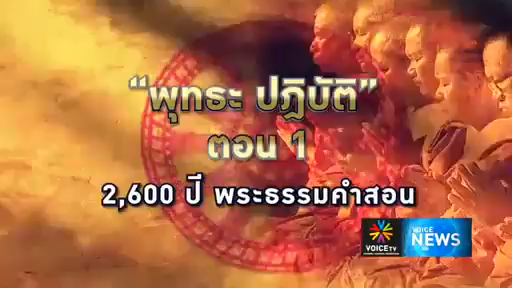 “พุทธะ ปฏิบัติ”
ตอน 1
2,600 ปี พระธรรมคำสอน
VOICE TV
VOICE
NEWS